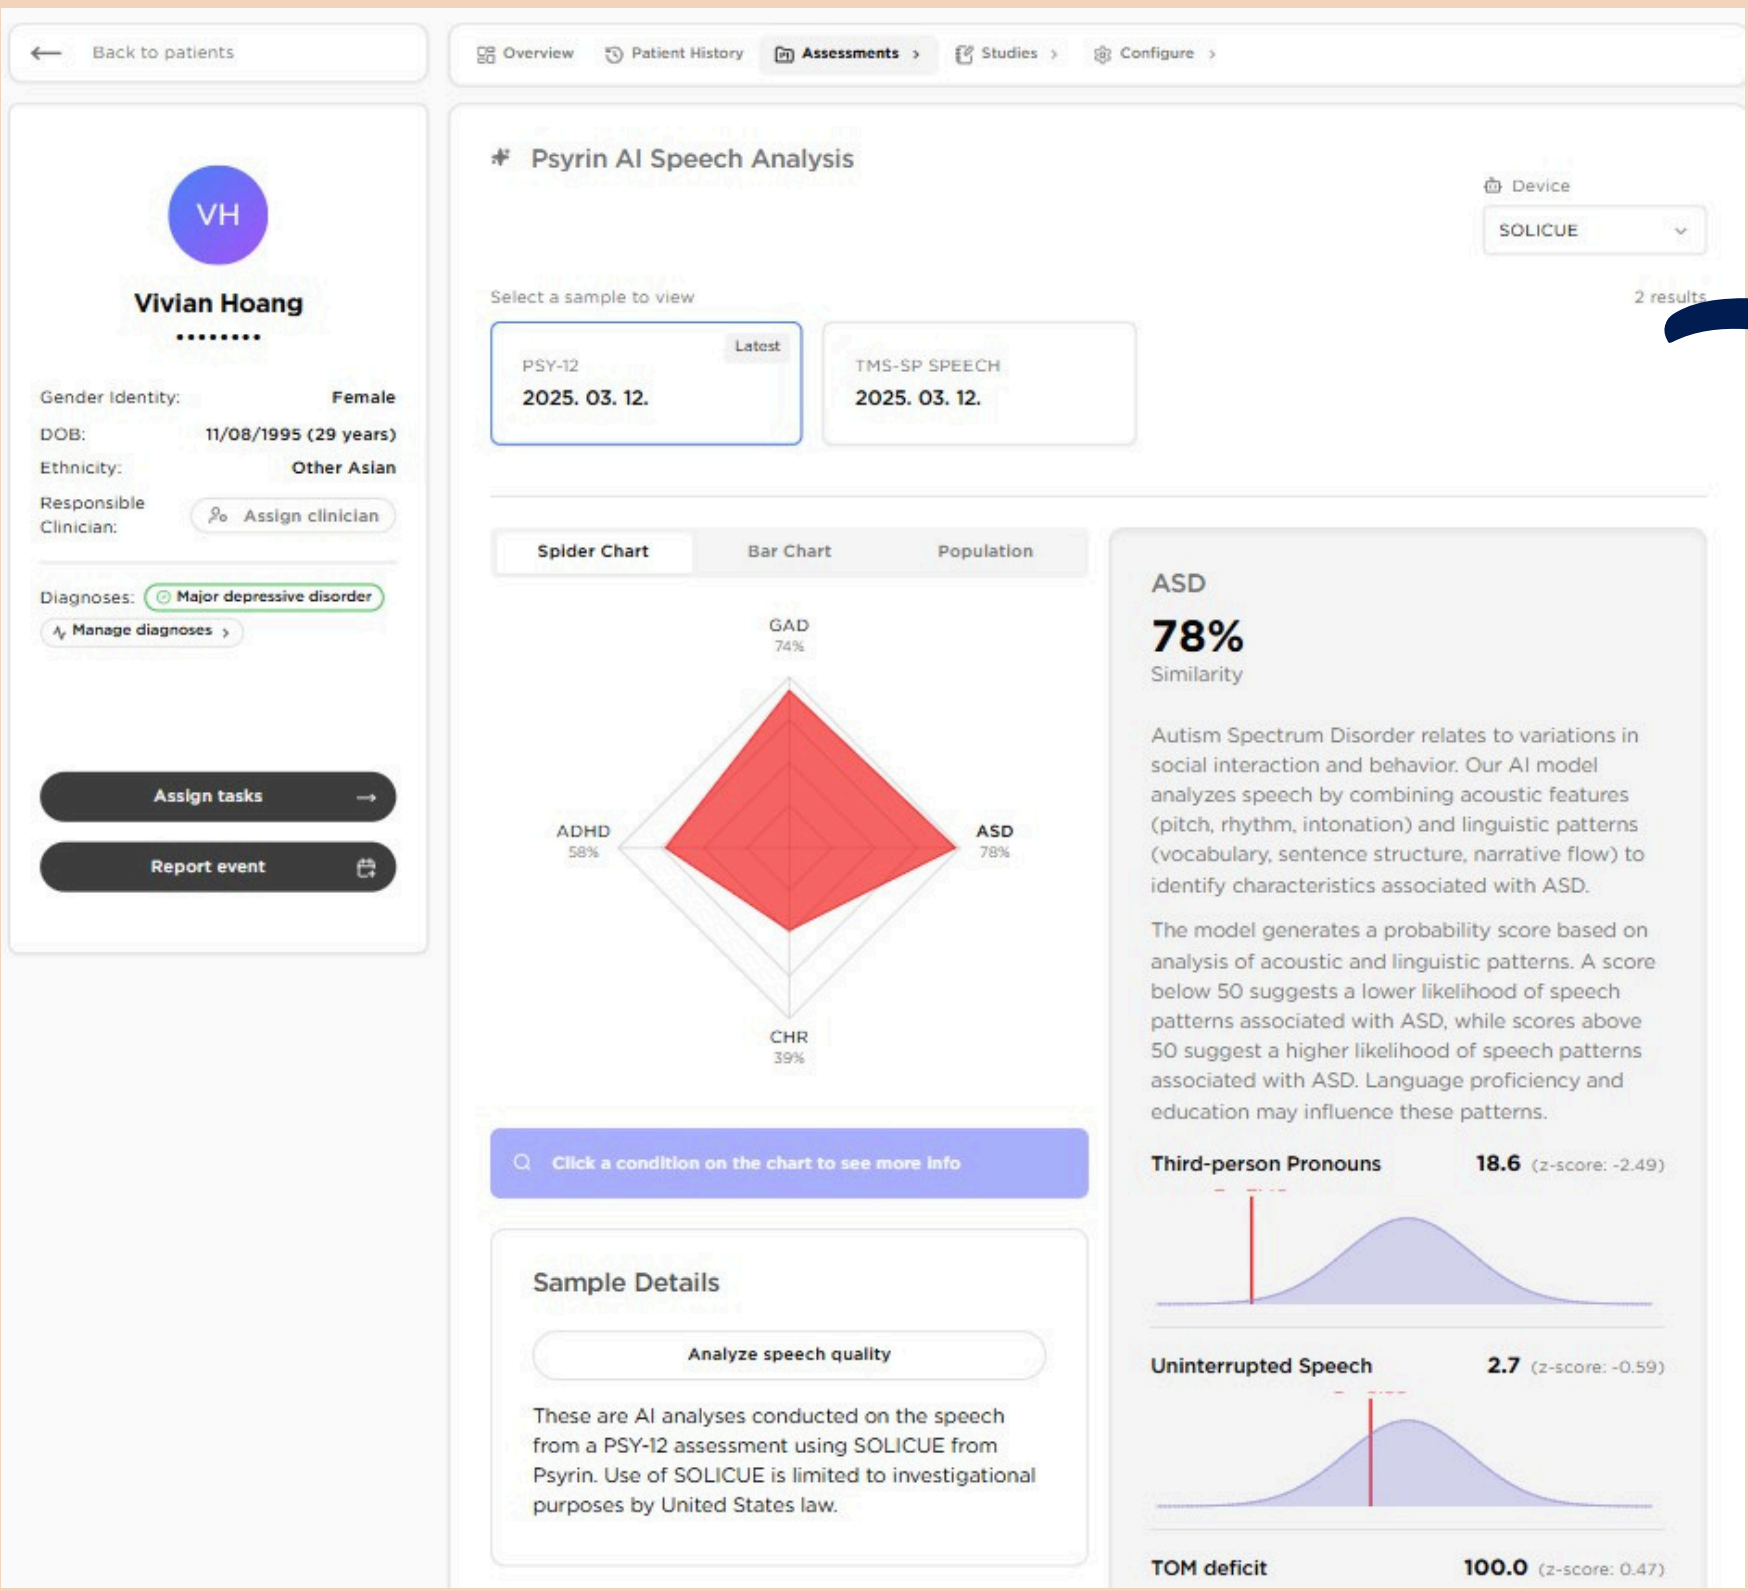 Back to patients
Overview
Patient History
Assessments
Studies
Configure
VH
Vivian Hoang
Gender Identity: Female
DOB: 11/08/1995 (29 years)
Ethnicity: Other Asian
Responsible
Clinician:
Assign clinician
Diagnoses: Major depressive disorder
Manage diagnoses
Assign tasks
Report event
Psyrin AI Speech Analysis
Device
SOLICUE
Select a sample to view
2 results
Latest
PSY-12
2025. 03. 12.
TMS-SP SPEECH
2025. 03. 12.
Spider Chart
Bar Chart
Population
GAD
74%
ADHD
58%
ASD
78%
CHR
39%
Click a condition on the chart to see more info
Sample Details
Analyze speech quality
These are AI analyses conducted on the speech
from a PSY-12 assessment using SOLICUE from
Psyrin. Use of SOLICUE is limited to investigational
purposes by United States law.
ASD
78%
Similarity
Autism Spectrum Disorder relates to variations in
social interaction and behavior. Our AI model
analyzes speech by combining acoustic features
(pitch, rhythm, intonation) and linguistic patterns
(vocabulary, sentence structure, narrative flow) to
identify characteristics associated with ASD.
The model generates a probability score based on
analysis of acoustic and linguistic patterns. A score
below 50 suggests a lower likelihood of speech
patterns associated with ASD, while scores above
50 suggest a higher likelihood of speech patterns
associated with ASD. Language proficiency and
education may influence these patterns.
Third-person Pronouns 18.6 (z-score: -2.49)
Uninterrupted Speech 2.7 (z-score: -0.59)
TOM deficit 100.0 (z-score: 0.47)